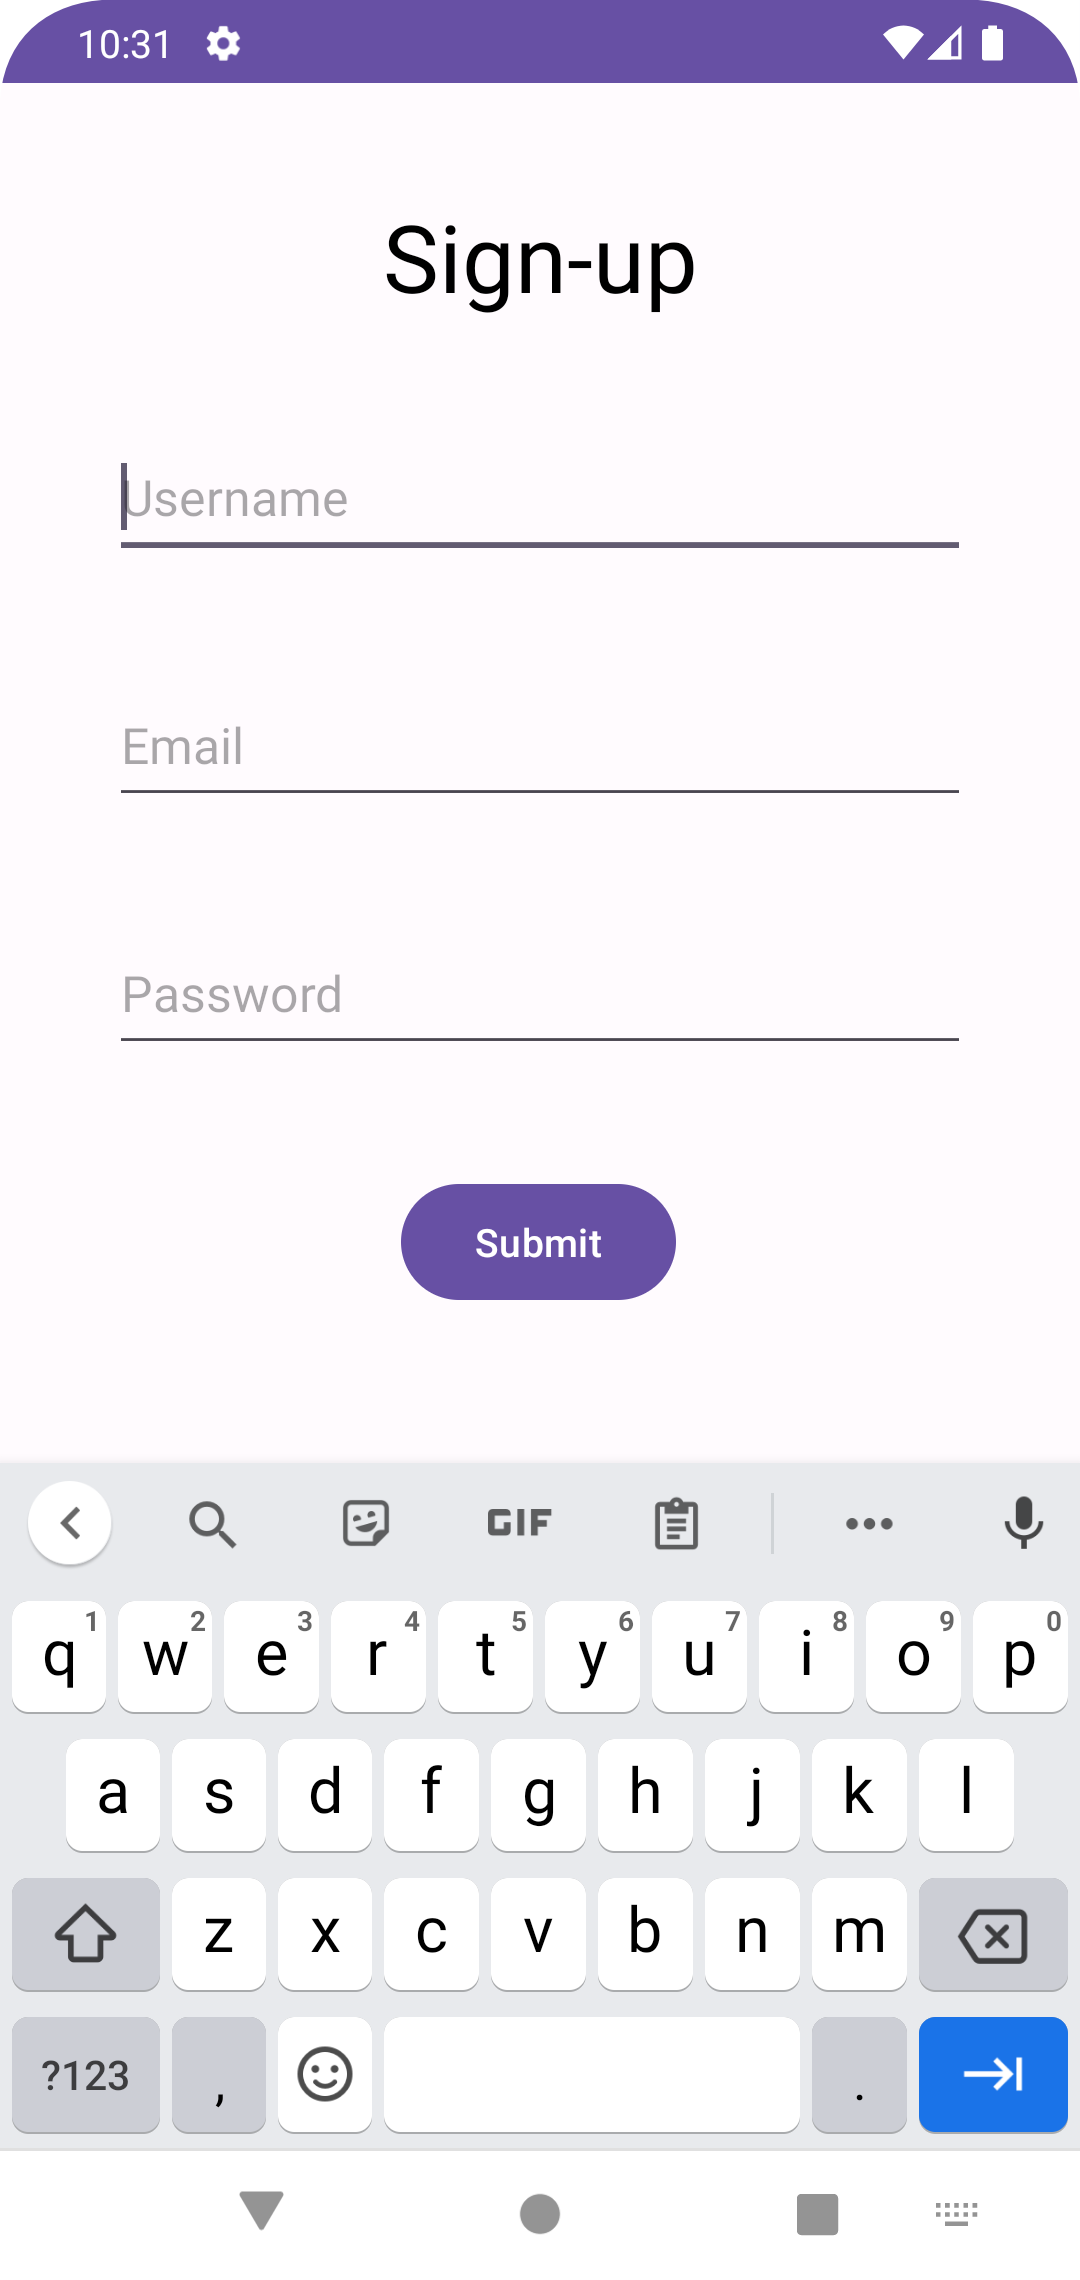 10:31
Sign-up
Username
Email
Password
Submit
GIF
q 1 w 2 e 3 r 4 t 5 y 6 u 7 i 8 o 9 p 0
a s d f g h j k l
z x c v b n m
?123 , .